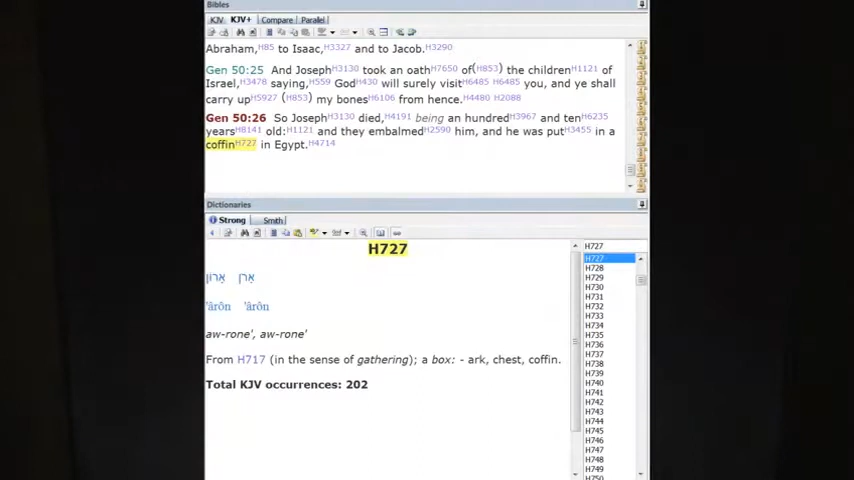 Bibles
KJV KJV+ Compare Parallel
Abraham,H85 to Isaac,H3327 and to Jacob.H3290
Gen 50:25 And JosephH3130 took an oathH7650 of(H853) the childrenH1121 of
Israel,H3478 saying,H559 GodH430 will surely visitH6485 H6485 you, and ye shall
carry upH5927 (H853) my bonesH6106 from hence.H4480 H2088
Gen 50:26 So JosephH3130 died,H4191 being an hundredH3967 and tenH6235
yearsH8141 old:H1121 and they embalmedH2590 him, and he was putH3455 in a
coffinH727 in Egypt.H4714
Dictionaries
Strong Smith
H727
H727
אָרֹן אָרוֹן
'ârôn 'ârôn
aw-rone', aw-rone'
From H717 (in the sense of gathering); a box: - ark, chest, coffin.
Total KJV occurrences: 202
H727
H728
H729
H730
H731
H732
H733
H734
H735
H736
H737
H738
H739
H740
H741
H742
H743
H744
H745
H746
H747
H748
H749
H750